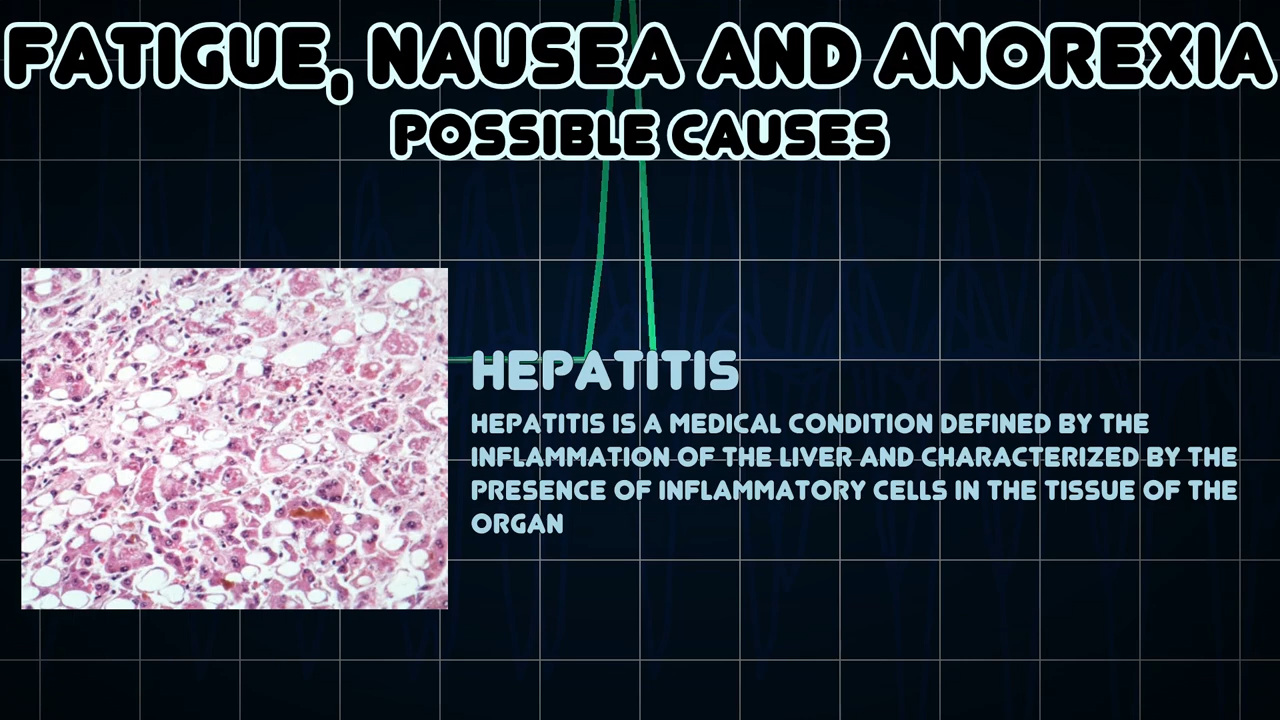 FATIGUE, NAUSEA AND ANOREXIA
POSSIBLE CAUSES
HEPATITIS
HEPATITIS IS A MEDICAL CONDITION DEFINED BY THE
INFLAMMATION OF THE LIVER AND CHARACTERIZED BY THE
PRESENCE OF INFLAMMATORY CELLS IN THE TISSUE OF THE
ORGAN